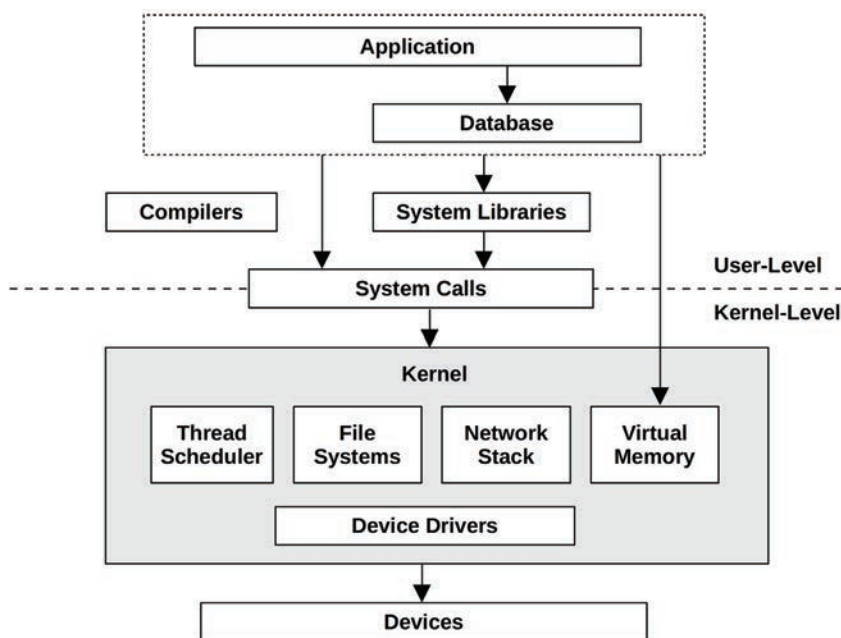 Application
Database
Compilers
System Libraries
User-Level
System Calls
Kernel-Level
Kernel
Thread
Scheduler
File
Systems
Network
Stack
Virtual
Memory
Device Drivers
Devices